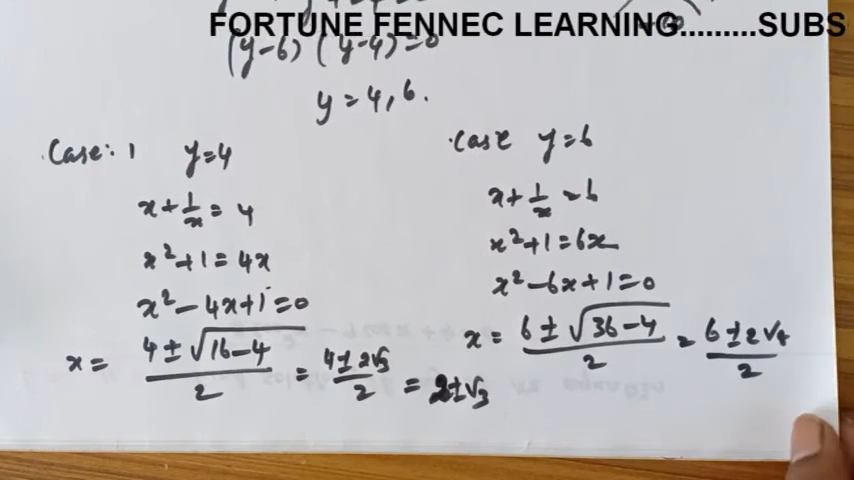 FORTUNE FENNEC LEARNING.........SUBS
(y-6) (y-4)=0
y=4,6.
Case:1 y=4
x+1/x=4
x²+1=4x
x²-4x+1=0
x= (4±√(16-4))/2 = (4±2√3)/2 = 2±√3
Case y=6
x+1/x=6
x²+1=6x
x²-6x+1=0
x= (6±√(36-4))/2 = (6±2√)/2